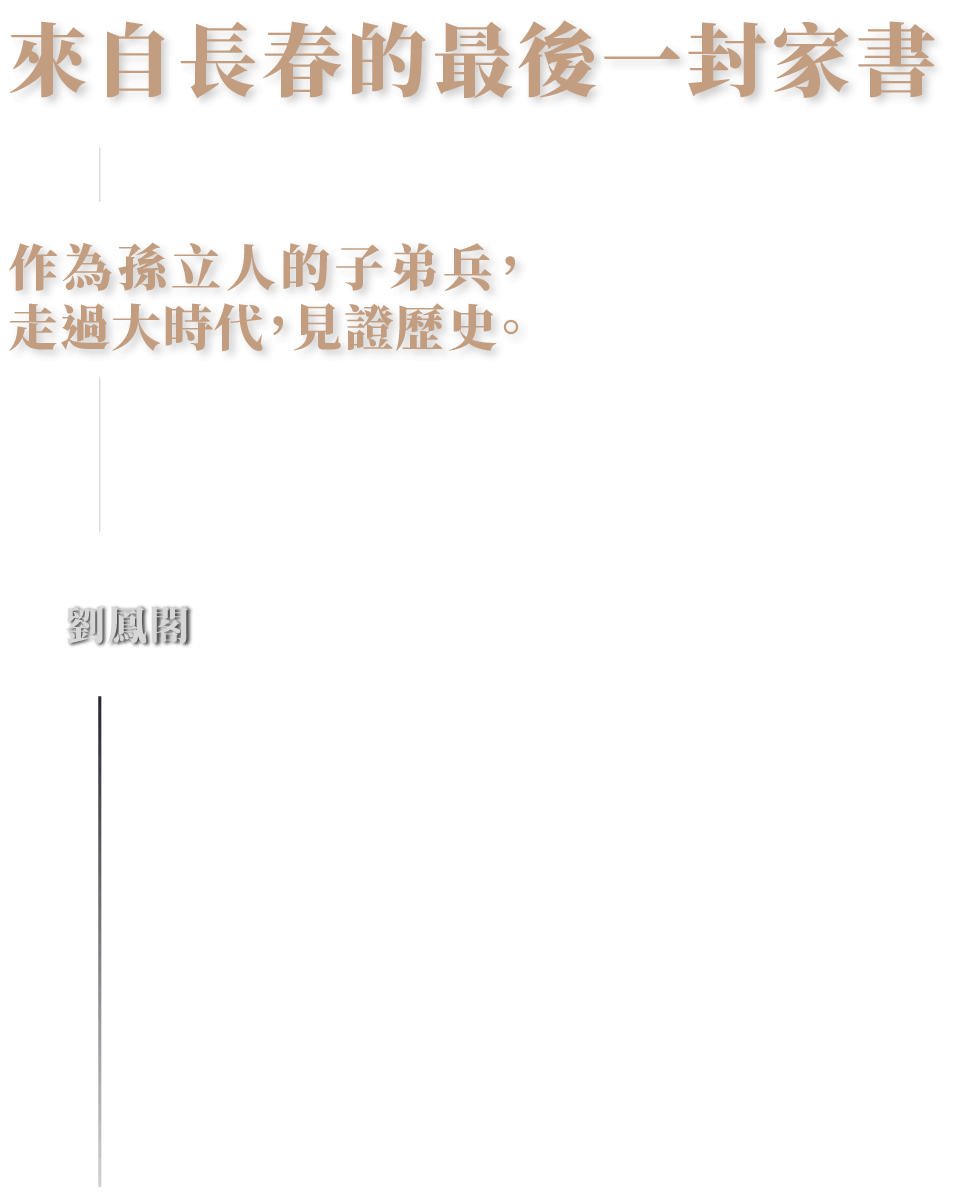 來自長春的最後一封家書
作為孫立人的子弟兵，
走過大時代，見證歷史。
劉鳳閣